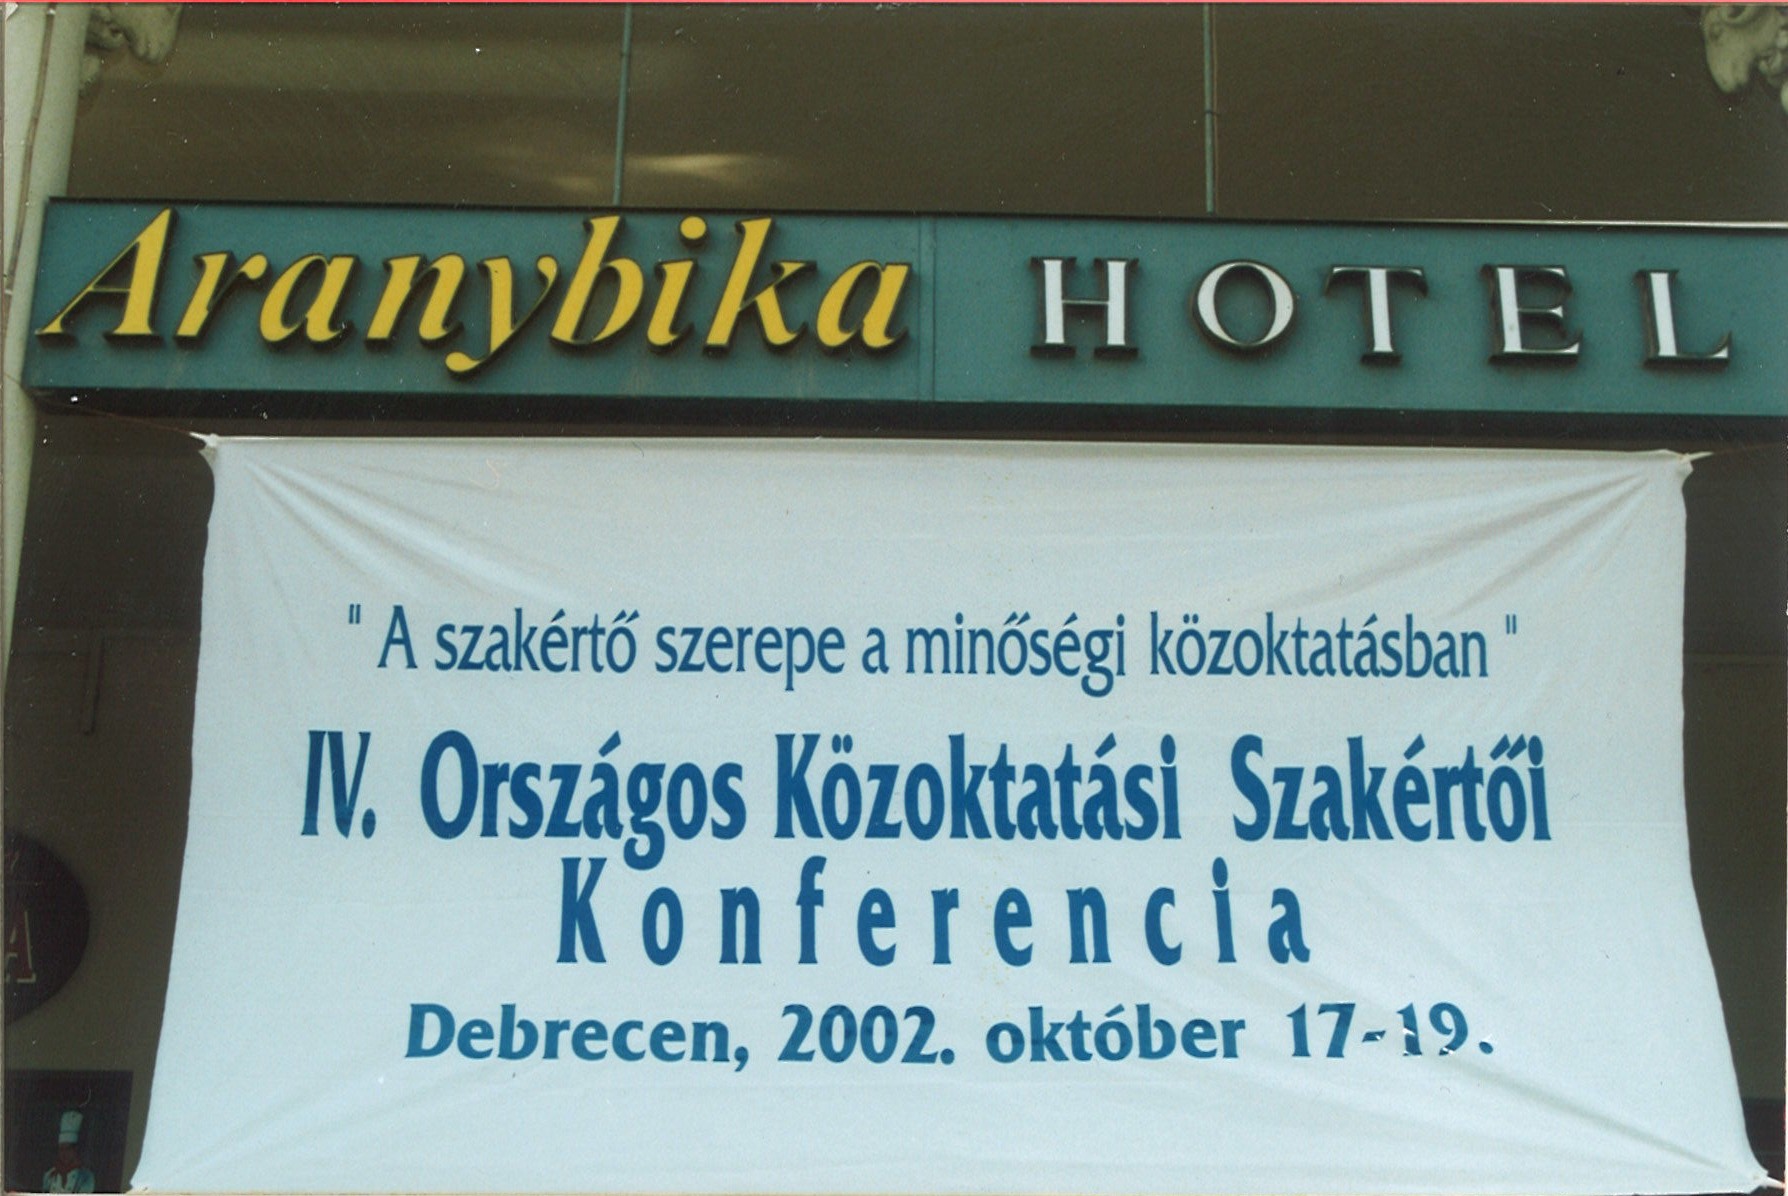 Aranybika HOTEL
" A szakértő szerepe a minőségi közoktatásban "
IV. Országos Közoktatási Szakértői
Konferencia
Debrecen, 2002. október 17-19.